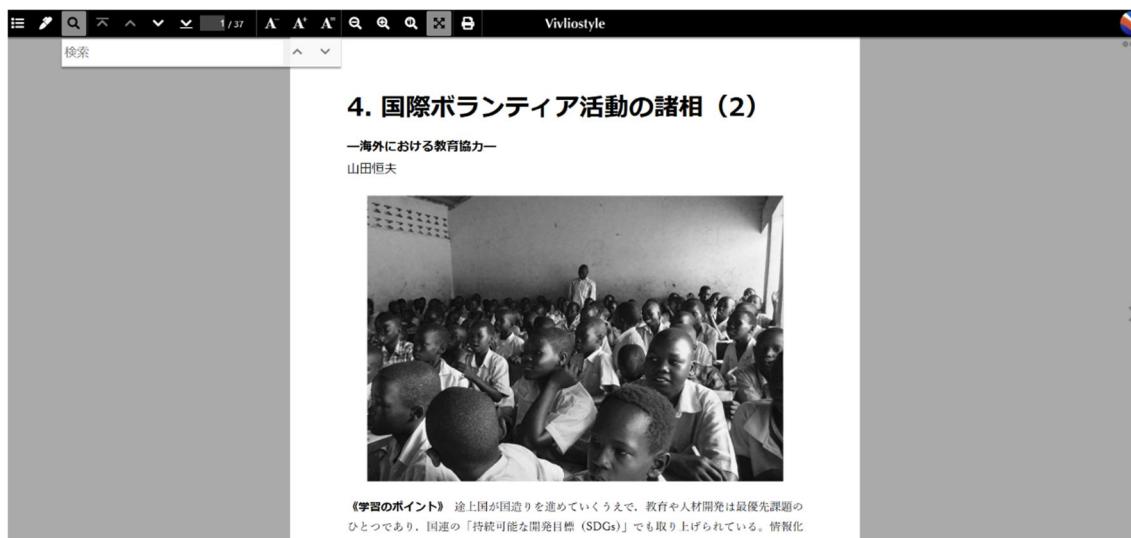 1 / 37 A⁻ A⁺ A⁼ Vivliostyle
検索
4. 国際ボランティア活動の諸相（2）
―海外における教育協力―
山田恒夫
《学習のポイント》 途上国が国造りを進めていくうえで，教育や人材開発は最優先課題の
ひとつであり，国連の「持続可能な開発目標（SDGs）」でも取り上げられている。情報化